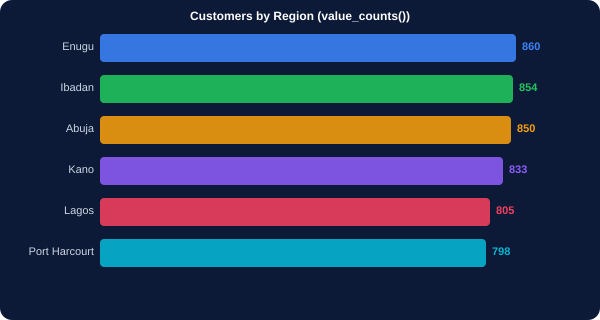 Customers by Region (value_counts())
Enugu 860
Ibadan 854
Abuja 850
Kano 833
Lagos 805
Port Harcourt 798